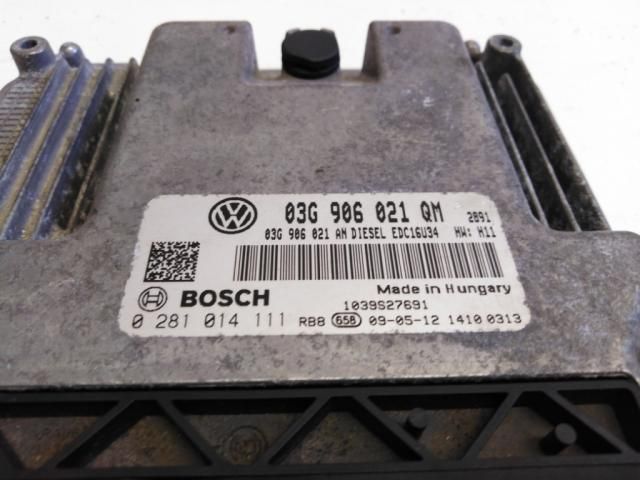 03G 906 021 QM 2891
03G 906 021 AN DIESEL EDC16U34 HW: H11
BOSCH
Made in Hungary
1039S27691
0 281 014 111 RB8 658 09-05-12 1410 0313